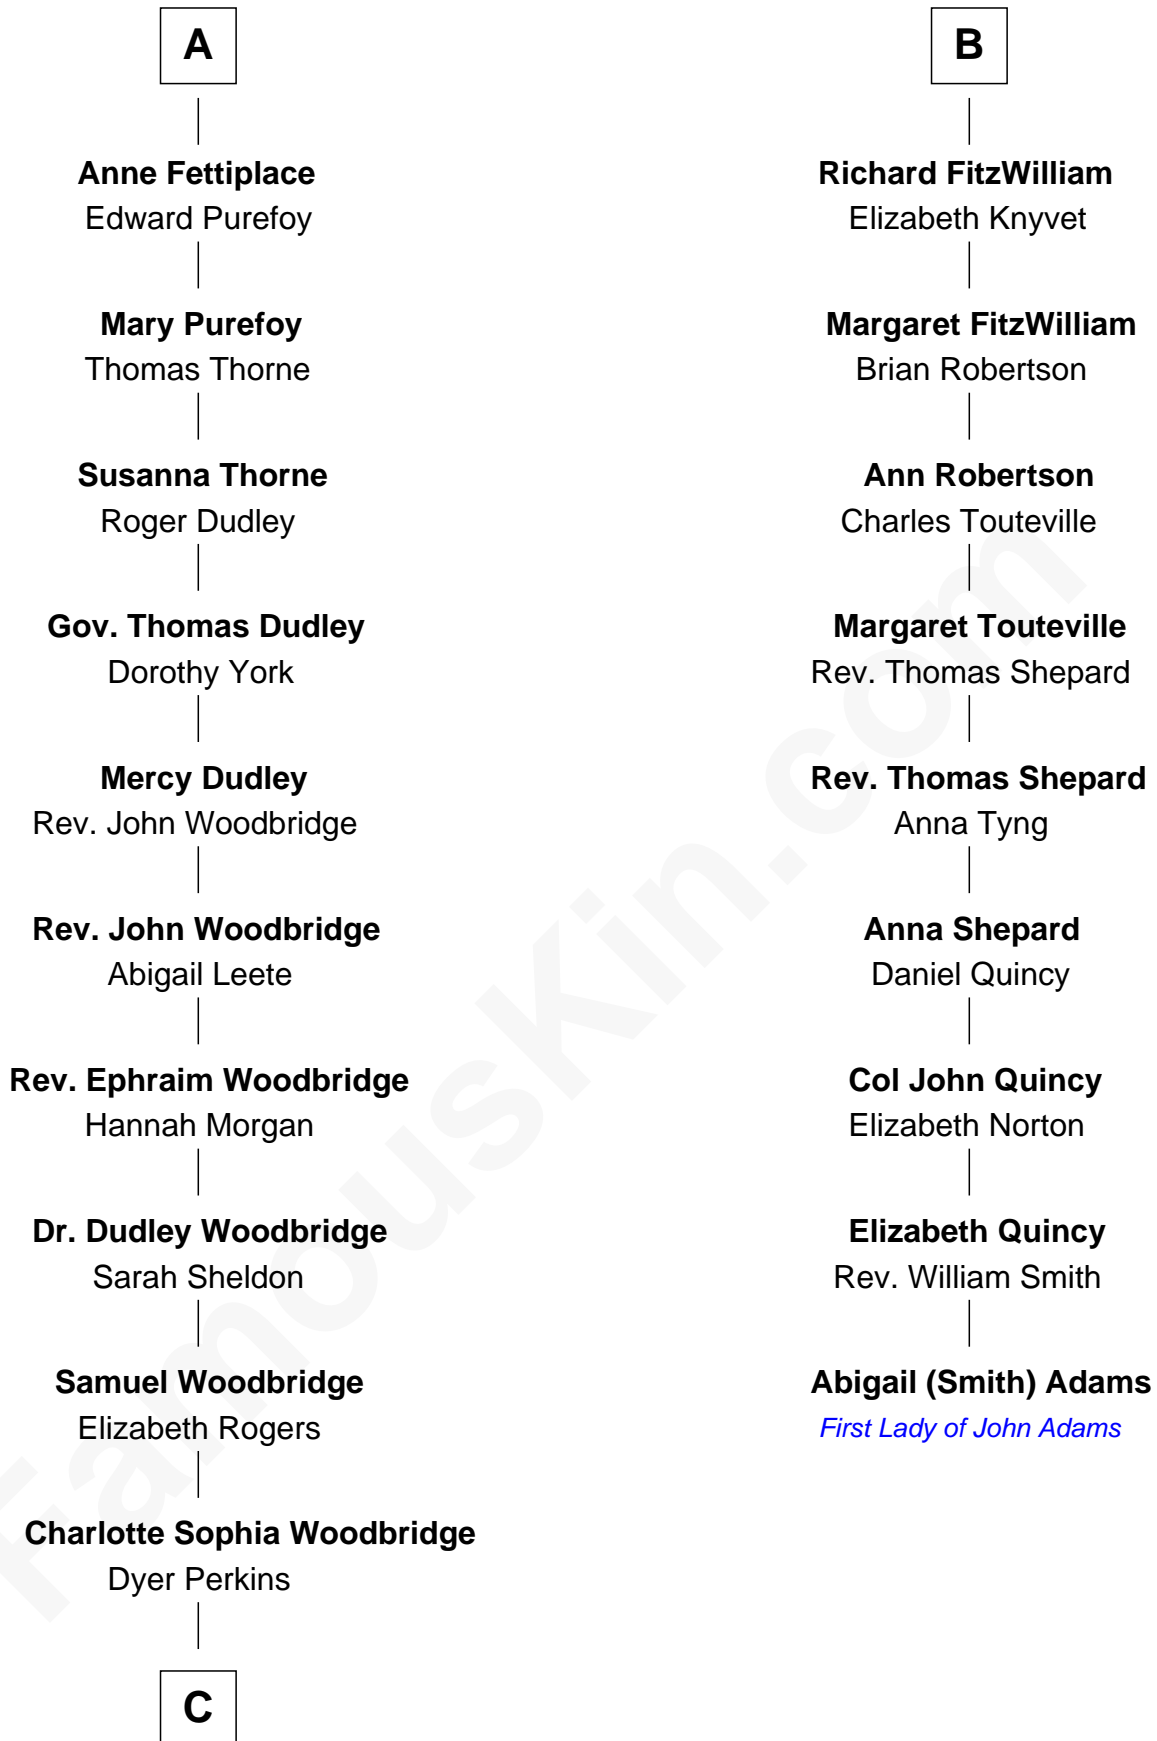 A
Anne Fettiplace
Edward Purefoy
Mary Purefoy
Thomas Thorne
Susanna Thorne
Roger Dudley
Gov. Thomas Dudley
Dorothy York
Mercy Dudley
Rev. John Woodbridge
Rev. John Woodbridge
Abigail Leete
Rev. Ephraim Woodbridge
Hannah Morgan
Dr. Dudley Woodbridge
Sarah Sheldon
Samuel Woodbridge
Elizabeth Rogers
Charlotte Sophia Woodbridge
Dyer Perkins
C
B
Richard FitzWilliam
Elizabeth Knyvet
Margaret FitzWilliam
Brian Robertson
Ann Robertson
Charles Touteville
Margaret Touteville
Rev. Thomas Shepard
Rev. Thomas Shepard
Anna Tyng
Anna Shepard
Daniel Quincy
Col John Quincy
Elizabeth Norton
Elizabeth Quincy
Rev. William Smith
Abigail (Smith) Adams
First Lady of John Adams
FamousKin.com